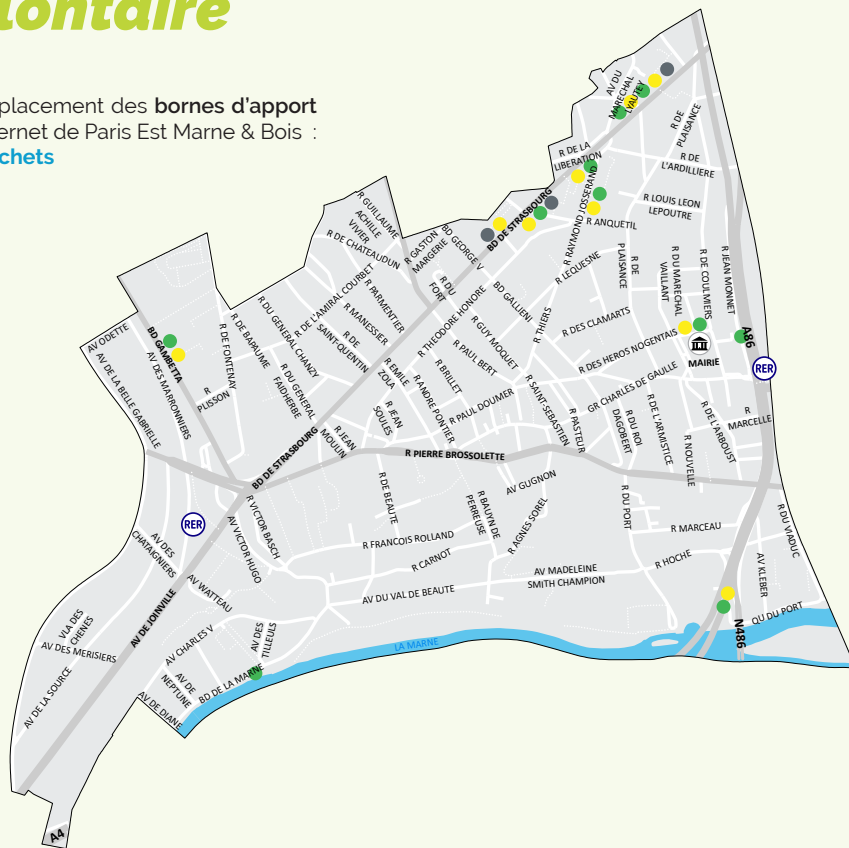 lontaire
placement des bornes d'apport
ernet de Paris Est Marne & Bois :
chets
AV DU
MARECHAL
LYAUTEY
R DE
PLAISANCE
R DE LA
LIBERATION
R DE
L'ARDILLIERE
R LOUIS LEON
LEPOUTRE
R RAYMOND JOSSERAND
R ANQUETIL
R GUILLAUME
ACHILLE
VIVIER
R DE CHATEAUDUN
R GASTON
MARGERIE
BD GEORGE V
BD DE STRASBOURG
R LEQUESNE
R DE
PLAISANCE
R DU MARECHAL
VAILLANT
R DE COULMIERS
R JEAN MONNET
A86
R DU
FORT
BD GALLIENI
R THIERS
R DES CLAMARTS
R DES HEROS NOGENTAIS
MAIRIE
RER
R DE L'AMIRAL COURBET
R PARMENTIER
R MANESSIER
R DE
SAINT-QUENTIN
R DU GENERAL CHANZY
R DE BAPAUME
R DE FONTENAY
R THEODORE HONORE
R GUY MOQUET
R PAUL BERT
R BRILLET
R EMILE
ZOLA
R ANDRE PONTIER
R PAUL DOUMER
R SAINT-SEBASTIEN
GR CHARLES DE GAULLE
R PASTEUR
R DU ROI
DAGOBERT
R DE L'ARMISTICE
R NOUVELLE
R DE L'ARBOUST
R
MARCELLE
AV ODETTE
BD GAMBETTA
AV DES MARRONNIERS
AV DE LA BELLE GABRIELLE
R
PLISSON
R DU GENERAL
FAIDHERBE
R JEAN
SOULES
R JEAN
MOULIN
BD DE STRASBOURG
R PIERRE BROSSOLETTE
AV GUGNON
R DE BEAUTE
R BAUYN DE
PERREUSE
R AGNES SOREL
R DU PORT
R MARCEAU
R DU VIADUC
RER
R VICTOR BASCH
AV VICTOR HUGO
R FRANCOIS ROLLAND
R CARNOT
AV MADELEINE
SMITH CHAMPION
R HOCHE
AV KLEBER
AV DES
CHATAIGNIERS
AV WATTEAU
AV DU VAL DE BEAUTE
QU DU PORT
N486
VLA DES
CHENES
AV DE JOINVILLE
AV DES MERISIERS
AV CHARLES V
AV DES
TILLEULS
LA MARNE
AV DE LA SOURCE
AV DE
NEPTUNE
BD DE LA MARNE
AV DE DIANE
A4